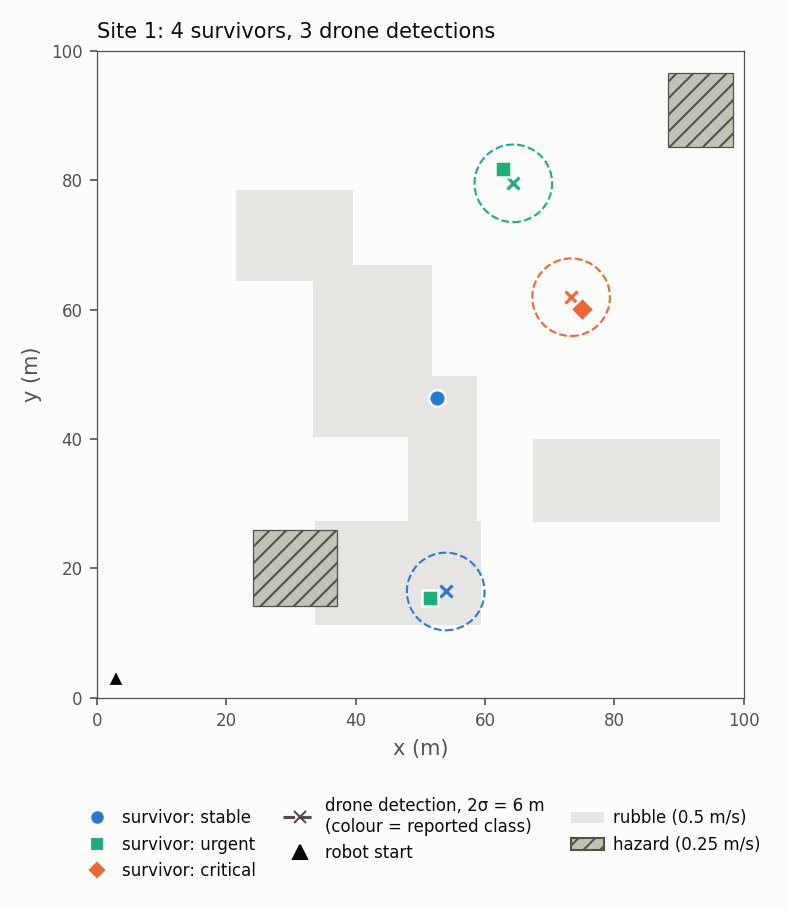 Site 1: 4 survivors, 3 drone detections
100
80
60
40
20
0
y (m)
0 20 40 60 80 100
x (m)
survivor: stable
survivor: urgent
survivor: critical
drone detection, 2σ = 6 m
(colour = reported class)
robot start
rubble (0.5 m/s)
hazard (0.25 m/s)